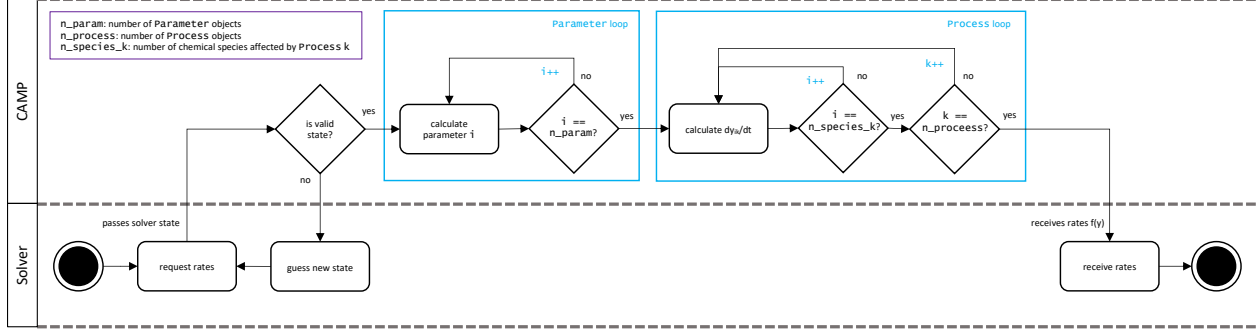 n_param: number of Parameter objects
n_process: number of Process objects
n_species_k: number of chemical species affected by Process k
Parameter loop
Process loop
CAMP
is valid
state?
yes
no
calculate
parameter i
i++
no
i ==
n_param?
yes
calculate dyᵢₖ/dt
i++
no
i ==
n_species_k?
yes
k++
no
k ==
n_proceess?
yes
Solver
passes solver state
request rates
guess new state
receives rates f(y)
receive rates